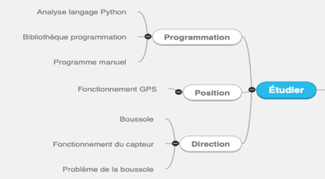 Analyse langage Python
Bibliothèque programmation
Programme manuel
Programmation
Fonctionnement GPS
Position
Étudier
Boussole
Fonctionnement du capteur
Problème de la boussole
Direction